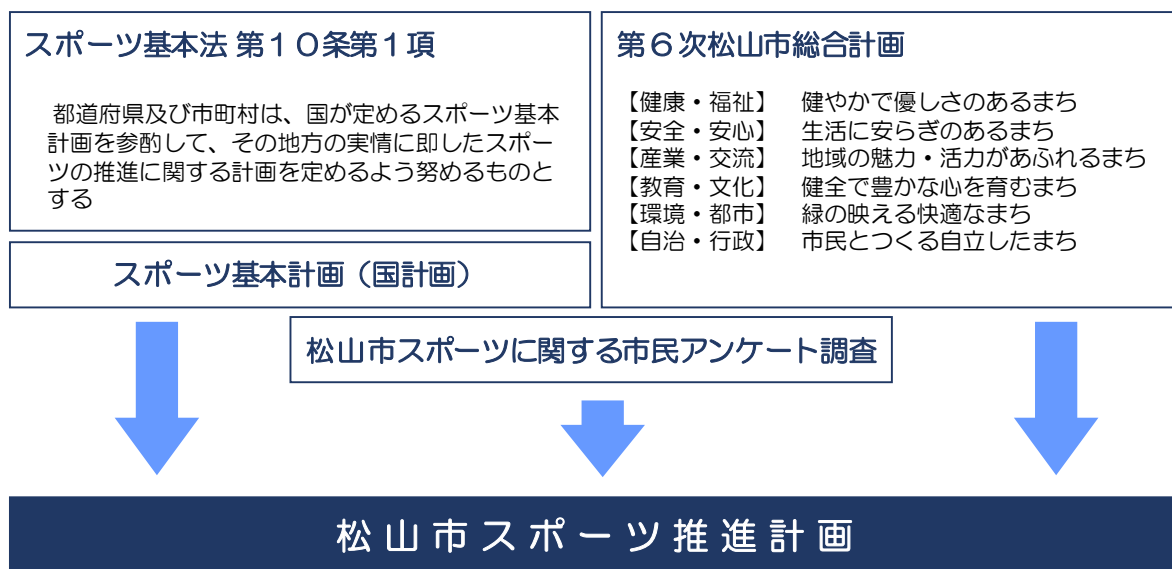 スポーツ基本法 第１０条第１項
都道府県及び市町村は、国が定めるスポーツ基本
計画を参酌して、その地方の実情に即したスポー
ツの推進に関する計画を定めるよう努めるものと
する
スポーツ基本計画（国計画）
第６次松山市総合計画
【健康・福祉】 健やかで優しさのあるまち
【安全・安心】 生活に安らぎのあるまち
【産業・交流】 地域の魅力・活力があふれるまち
【教育・文化】 健全で豊かな心を育むまち
【環境・都市】 緑の映える快適なまち
【自治・行政】 市民とつくる自立したまち
松山市スポーツに関する市民アンケート調査
松山市スポーツ推進計画